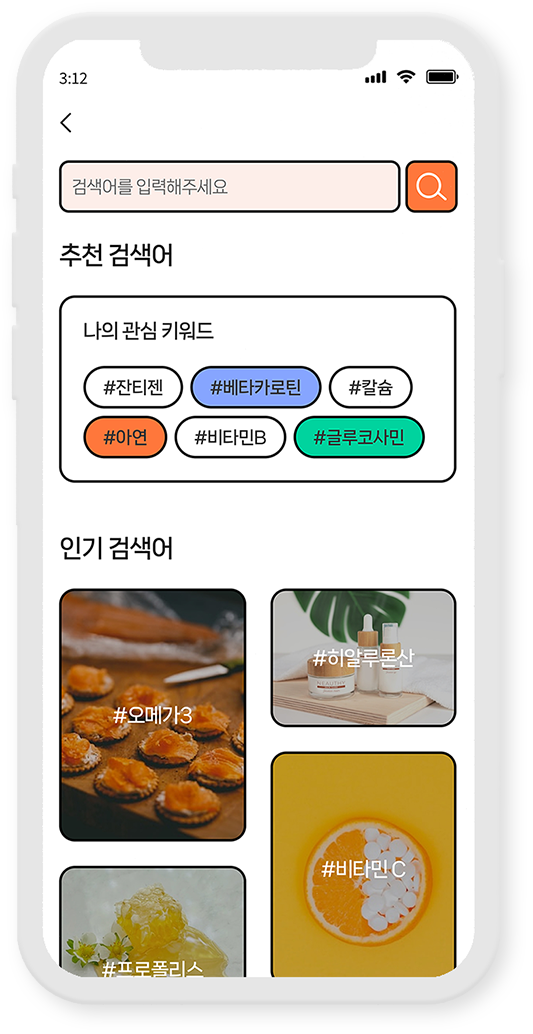 3:12
검색어를 입력해주세요
추천 검색어
나의 관심 키워드
#잔티젠 #베타카로틴 #칼슘
#아연 #비타민B #글루코사민
인기 검색어
#오메가3
#히알루론산
#비타민 C
#프로폴리스